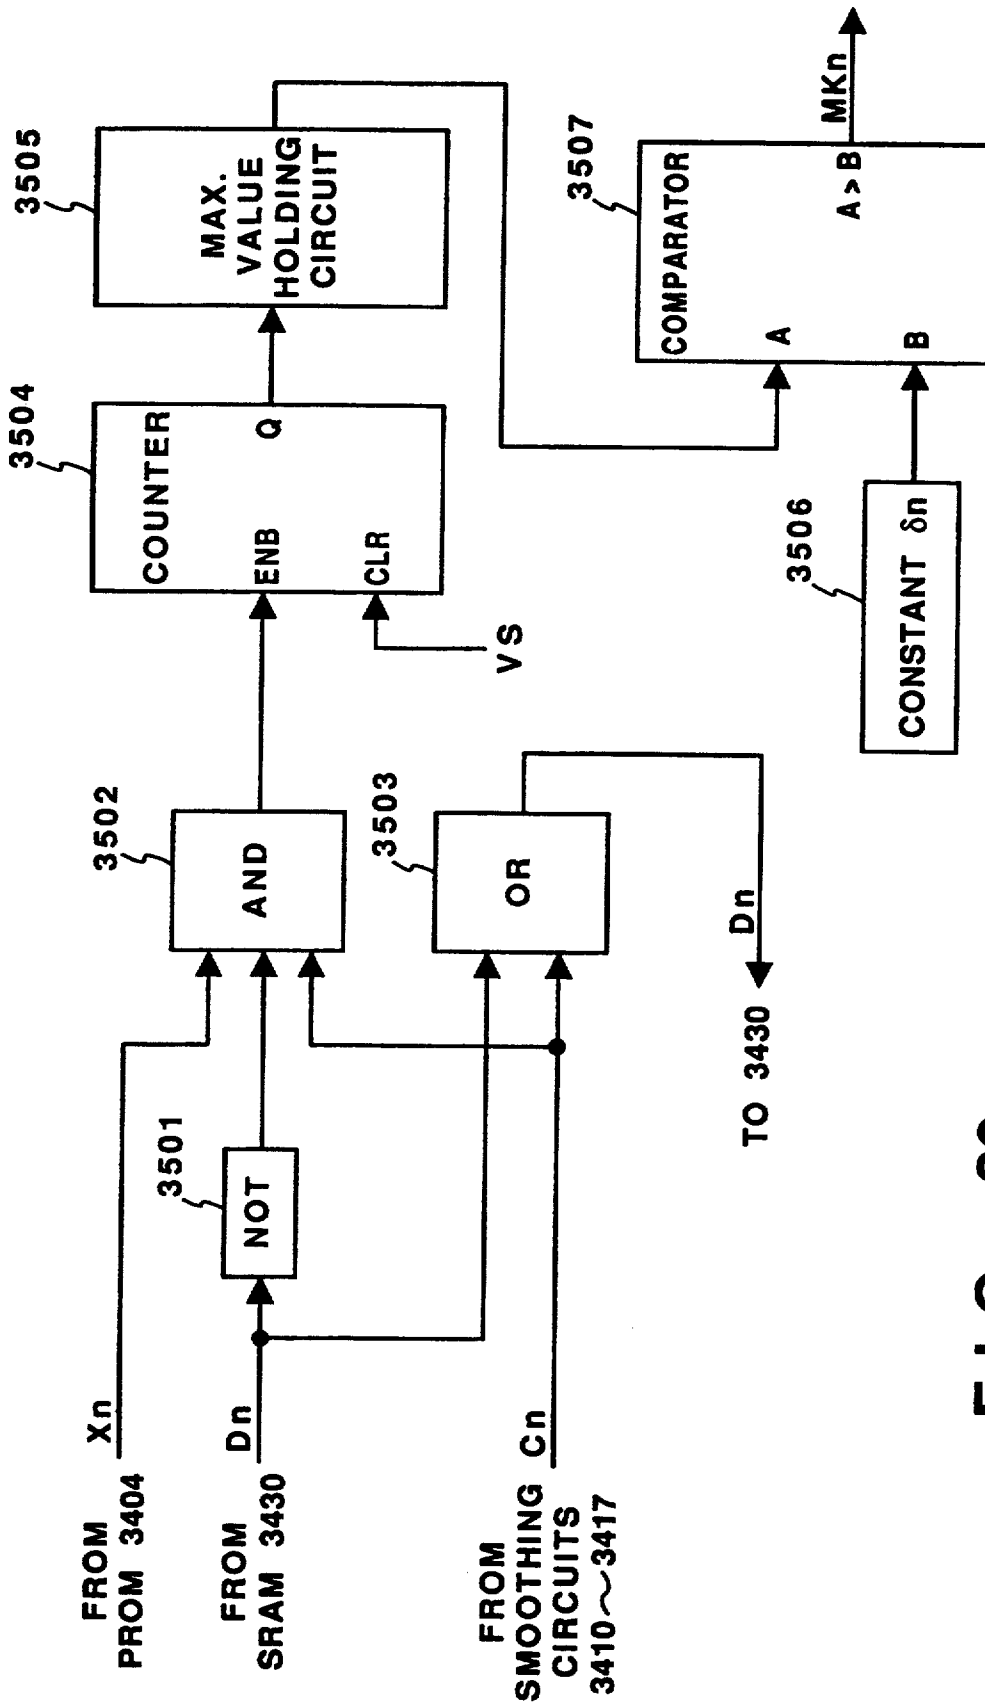 FROM
PROM 3404
Xn
FROM
SRAM 3430
Dn
FROM
SMOOTHING
CIRCUITS
3410~3417
Cn
3501
NOT
3502
AND
3503
OR
Dn
TO 3430
3504
COUNTER
ENB
Q
CLR
VS
3505
MAX.
VALUE
HOLDING
CIRCUIT
3506
CONSTANT δn
3507
COMPARATOR
A
B
A>B
MKn